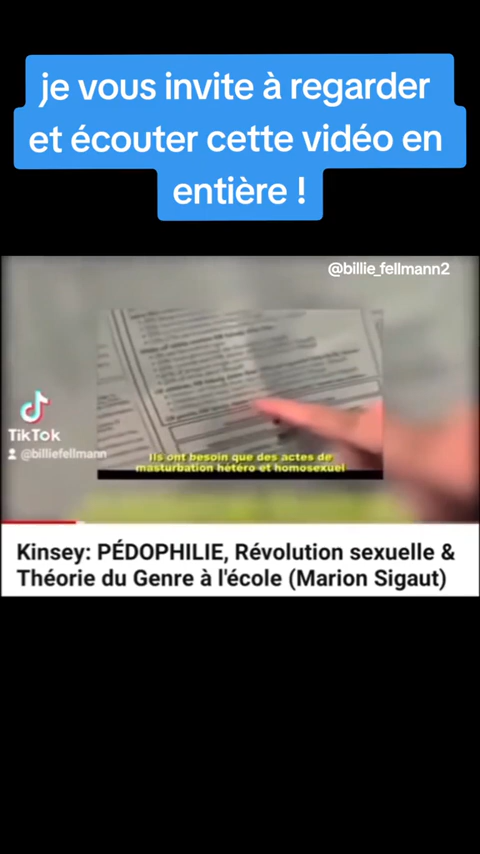 je vous invite à regarder
et écouter cette vidéo en
entière !
@billie_fellmann2
TikTok
@billiefellmann
Ils ont besoin que des actes de
masturbation hétéro et homosexuel
Kinsey: PÉDOPHILIE, Révolution sexuelle &
Théorie du Genre à l'école (Marion Sigaut)